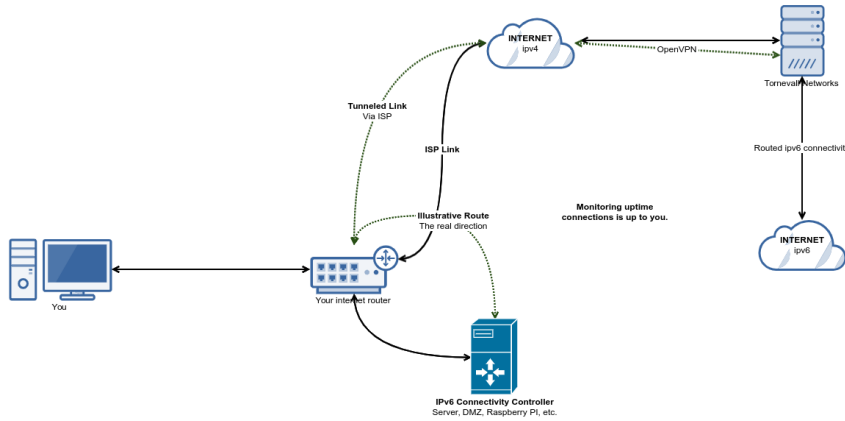 INTERNET
ipv4
OpenVPN
Tornevall Networks
Tunneled Link
Via ISP
ISP Link
Routed ipv6 connectivit
Illustrative Route
The real direction
Monitoring uptime
connections is up to you.
INTERNET
ipv6
You
Your internet router
IPv6 Connectivity Controller
Server, DMZ, Raspberry PI, etc.